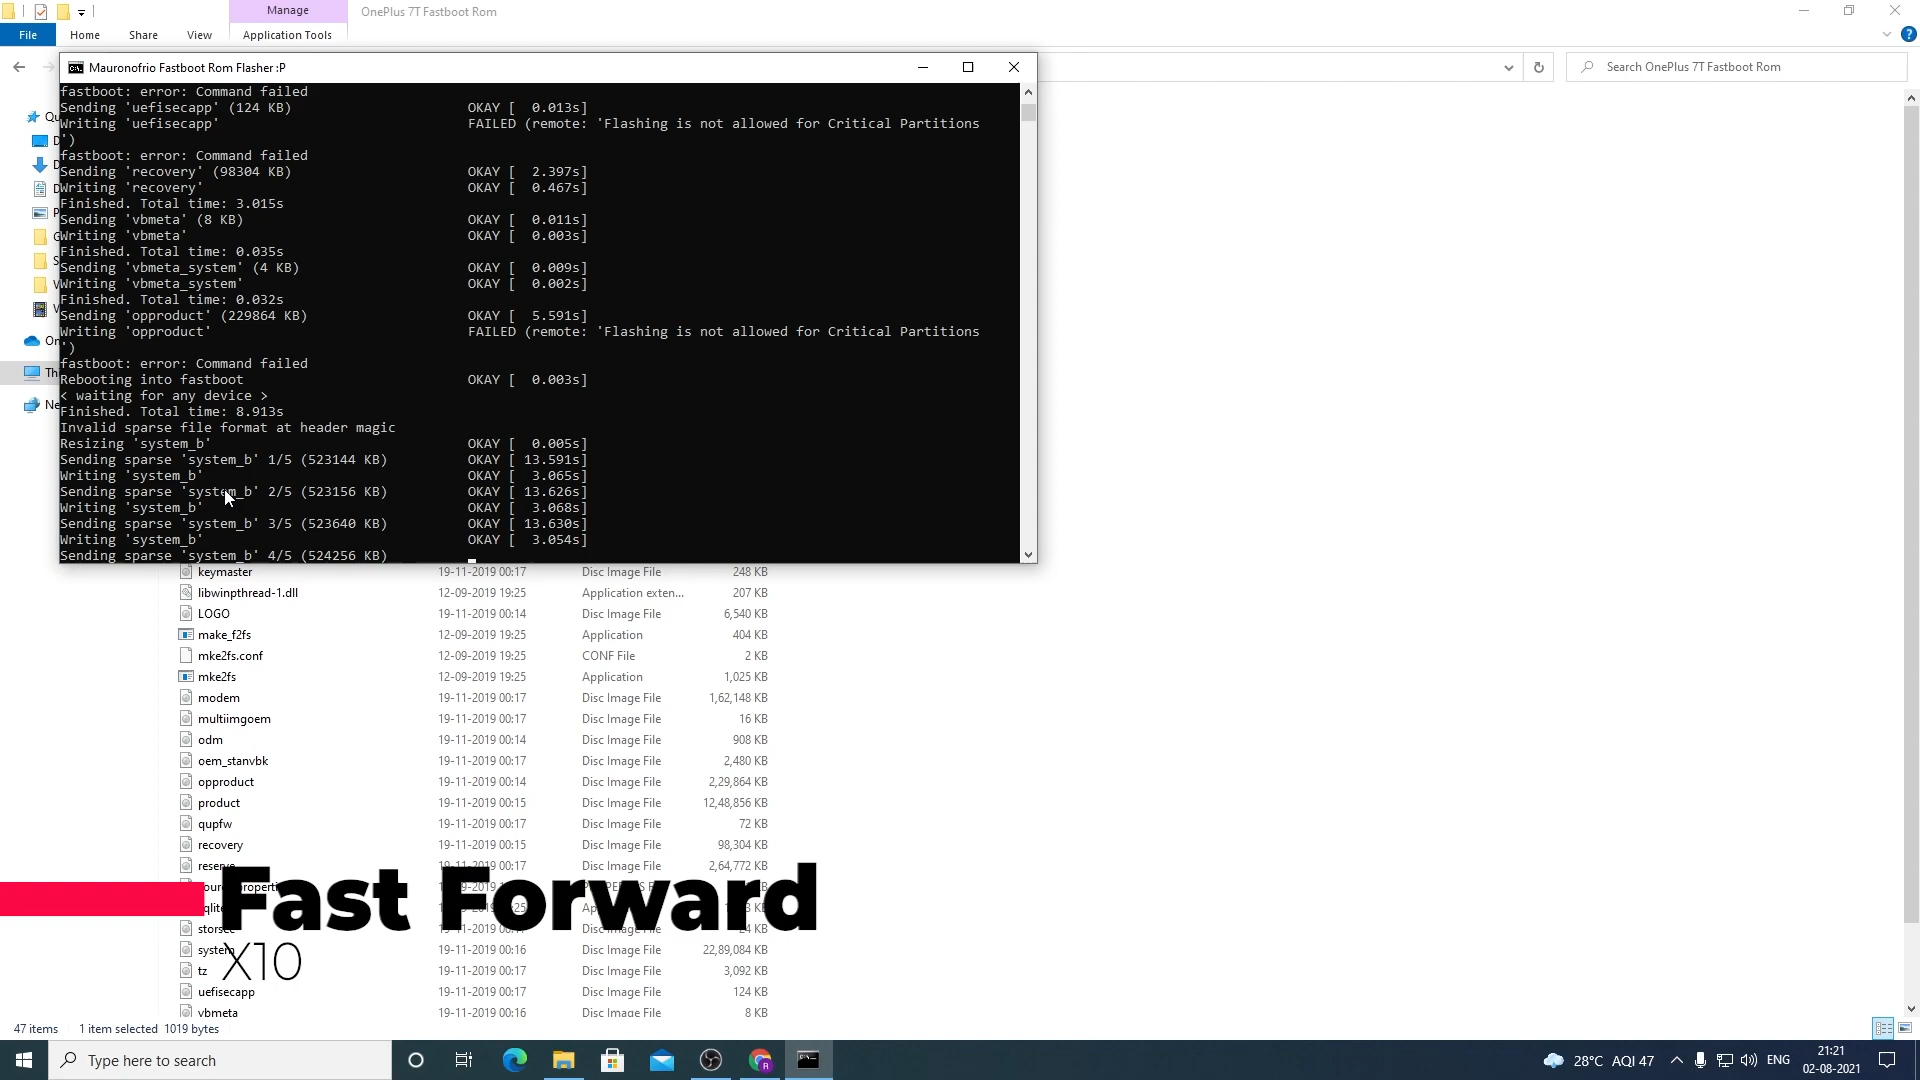 Manage
OnePlus 7T Fastboot Rom
File
Home
Share
View
Application Tools
Mauronofrio Fastboot Rom Flasher :P
Search OnePlus 7T Fastboot Rom
fastboot: error: Command failed
Sending 'uefisecapp' (124 KB) OKAY [ 0.013s]
Writing 'uefisecapp' FAILED (remote: 'Flashing is not allowed for Critical Partitions
')
fastboot: error: Command failed
Sending 'recovery' (98304 KB) OKAY [ 2.397s]
Writing 'recovery' OKAY [ 0.467s]
Finished. Total time: 3.015s
Sending 'vbmeta' (8 KB) OKAY [ 0.011s]
Writing 'vbmeta' OKAY [ 0.003s]
Finished. Total time: 0.035s
Sending 'vbmeta_system' (4 KB) OKAY [ 0.009s]
Writing 'vbmeta_system' OKAY [ 0.002s]
Finished. Total time: 0.032s
Sending 'opproduct' (229864 KB) OKAY [ 5.591s]
Writing 'opproduct' FAILED (remote: 'Flashing is not allowed for Critical Partitions
')
fastboot: error: Command failed
Rebooting into fastboot OKAY [ 0.003s]
< waiting for any device >
Finished. Total time: 8.913s
Invalid sparse file format at header magic
Resizing 'system_b' OKAY [ 0.005s]
Sending sparse 'system_b' 1/5 (523144 KB) OKAY [ 13.591s]
Writing 'system_b' OKAY [ 3.065s]
Sending sparse 'system_b' 2/5 (523156 KB) OKAY [ 13.626s]
Writing 'system_b' OKAY [ 3.068s]
Sending sparse 'system_b' 3/5 (523640 KB) OKAY [ 13.630s]
Writing 'system_b' OKAY [ 3.054s]
Sending sparse 'system_b' 4/5 (524256 KB)
keymaster 19-11-2019 00:17 Disc Image File 248 KB
libwinpthread-1.dll 12-09-2019 19:25 Application exten... 207 KB
LOGO 19-11-2019 00:14 Disc Image File 6,540 KB
make_f2fs 12-09-2019 19:25 Application 404 KB
mke2fs.conf 12-09-2019 19:25 CONF File 2 KB
mke2fs 12-09-2019 19:25 Application 1,025 KB
modem 19-11-2019 00:17 Disc Image File 1,62,148 KB
multiimgoem 19-11-2019 00:17 Disc Image File 16 KB
odm 19-11-2019 00:14 Disc Image File 908 KB
oem_stanvbk 19-11-2019 00:17 Disc Image File 2,480 KB
opproduct 19-11-2019 00:14 Disc Image File 2,29,864 KB
product 19-11-2019 00:15 Disc Image File 12,48,856 KB
qupfw 19-11-2019 00:17 Disc Image File 72 KB
recovery 19-11-2019 00:15 Disc Image File 98,304 KB
reserve 19-11-2019 00:17 Disc Image File 2,64,772 KB
Fast Forward
storsec KB
system 19-11-2019 00:16 Disc Image File 22,89,084 KB
X10
tz 19-11-2019 00:17 Disc Image File 3,092 KB
uefisecapp 19-11-2019 00:17 Disc Image File 124 KB
vbmeta 19-11-2019 00:16 Disc Image File 8 KB
47 items 1 item selected 1019 bytes
Type here to search
28°C AQI 47
ENG
21:21
02-08-2021